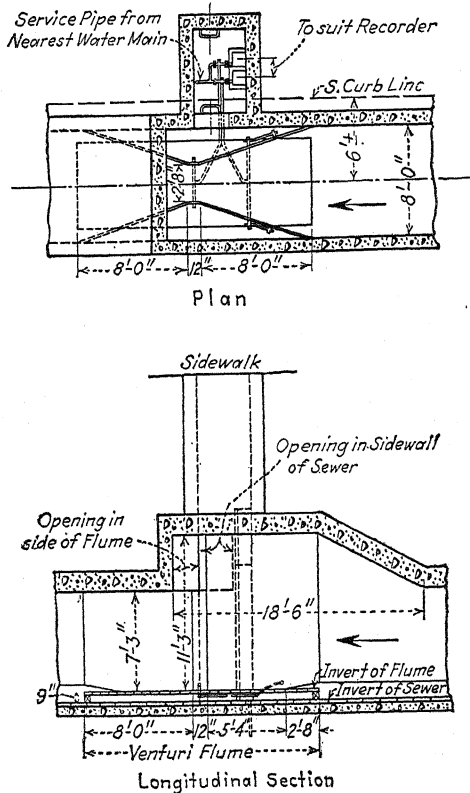 Service Pipe from
Nearest Water Main
To suit Recorder
S. Curb Line
6'±
2'8"
8'-0"
8'-0" 12" 8'-0"
Plan
Sidewalk
Opening in Sidewall
of Sewer
Opening in
side of Flume
18'-6"
7'-3"
11'-3"
Invert of Flume
9"
Invert of Sewer
8'-0" 12" 5'-4" 2'-8"
Venturi Flume
Longitudinal Section